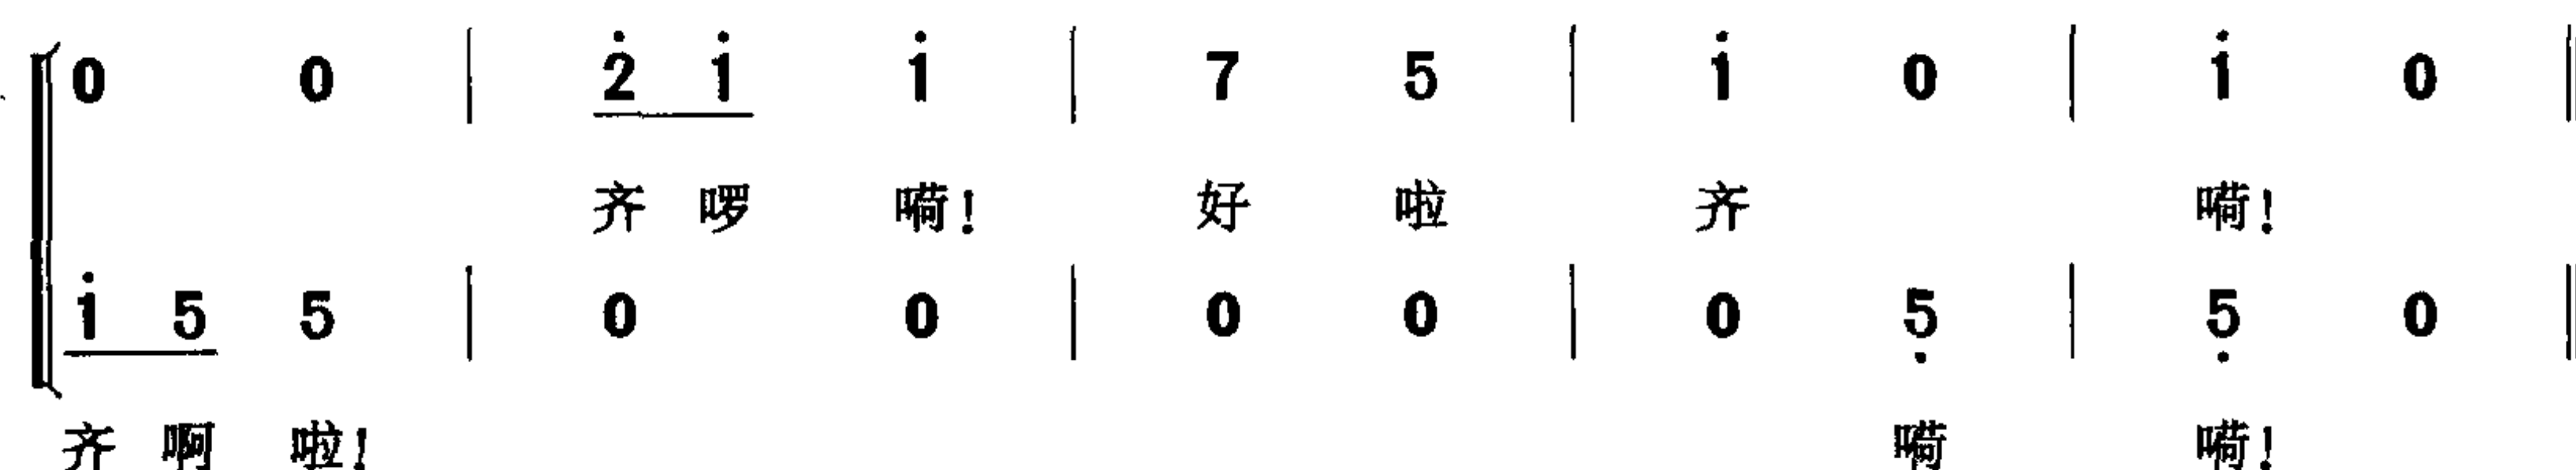 0 0 | 2̇ 1̇ 1̇ | 7 5 | 1̇ 0 | 1̇ 0 |
齐 啰 嗬! 好 啦 齐 嗬!
1̇ 5 5 | 0 0 | 0 0 | 0 5̣ | 5̣ 0 |
齐 啊 啦! 嗬 嗬!